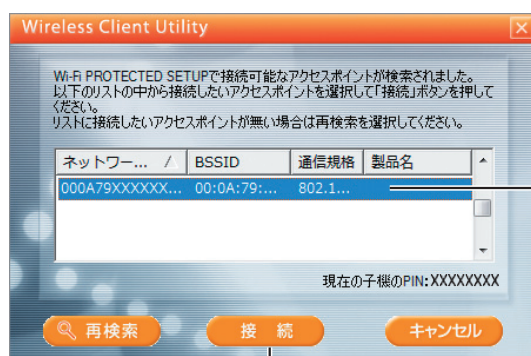 Wireless Client Utility
Wi-Fi PROTECTED SETUPで接続可能なアクセスポイントが検索されました。
以下のリストの中から接続したいアクセスポイントを選択して「接続」ボタンを押して
ください。
リストに接続したいアクセスポイントが無い場合は再検索を選択してください。
ネットワー... / BSSID 通信規格 製品名
000A79XXXXXX... 00:0A:79:... 802.1...
現在の子機のPIN:XXXXXXXX
再検索 接 続 キャンセル